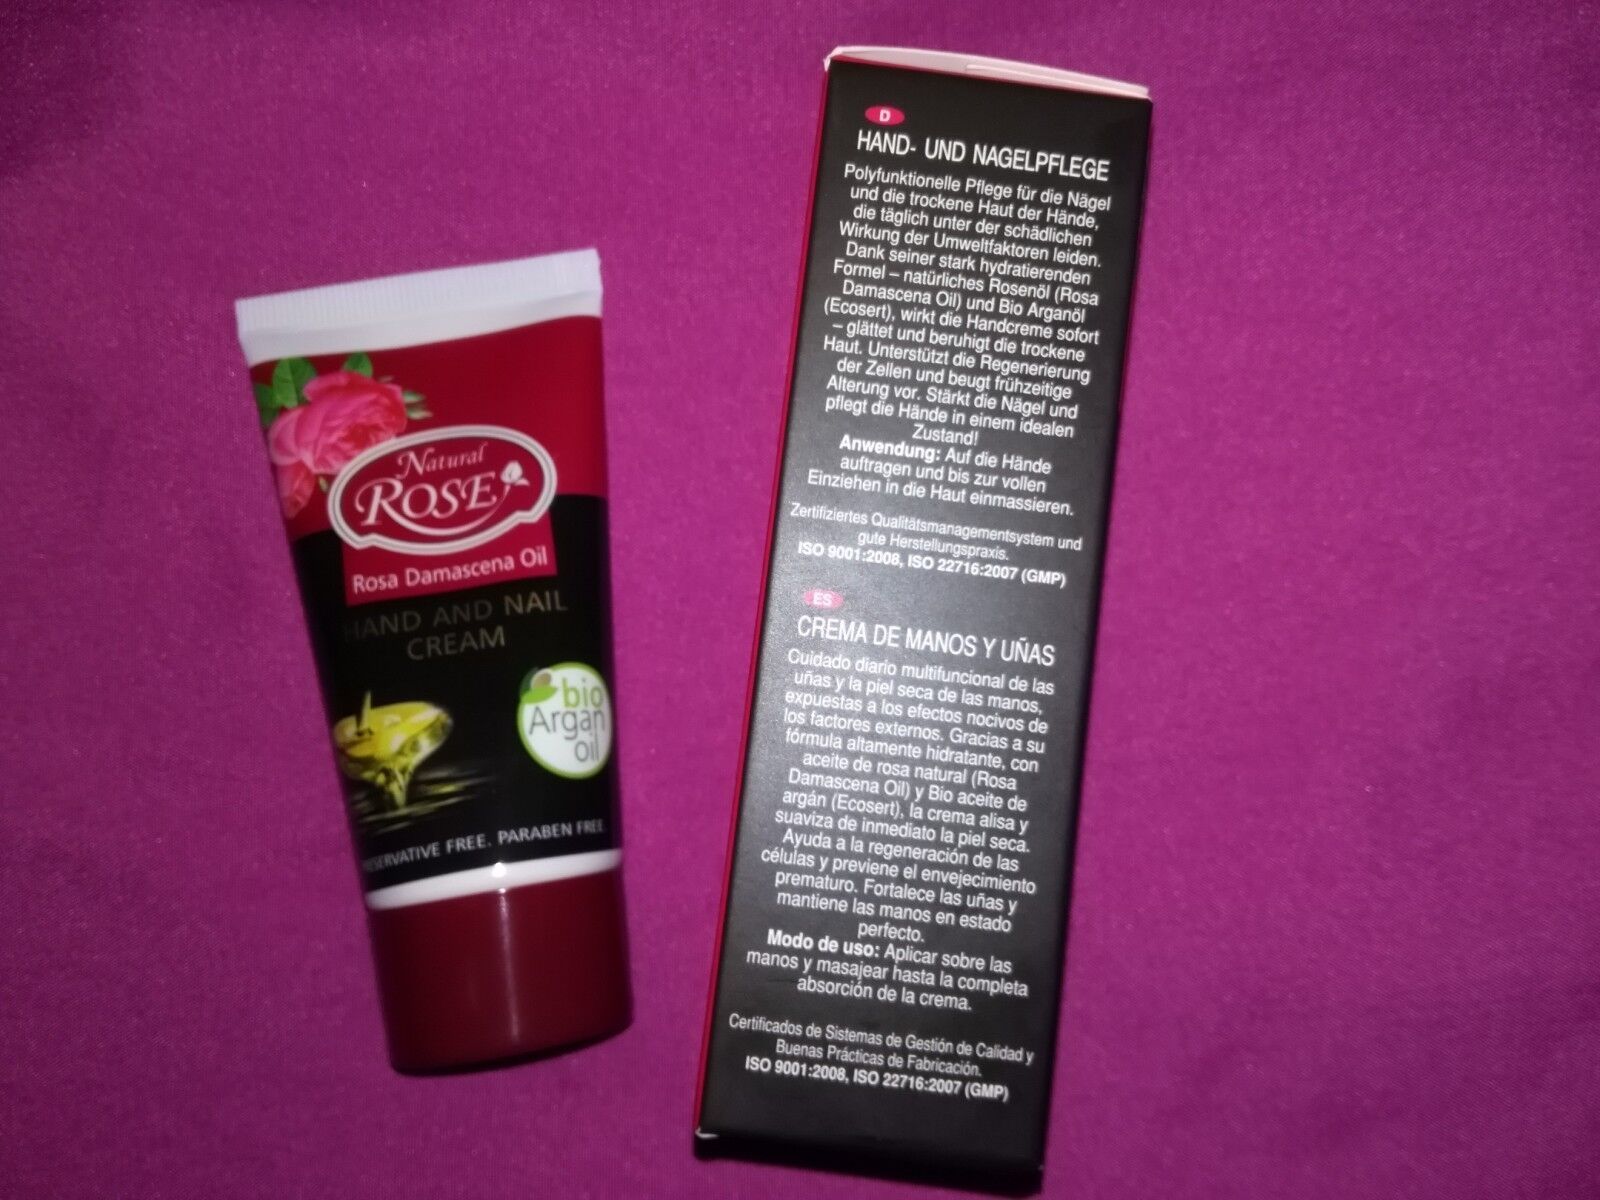 Natural
ROSE
Rosa Damascena Oil
HAND AND NAIL
CREAM
bio
Argan
oil
FREE. PARABEN FREE
D
HAND- UND NAGELPFLEGE
Polyfunktionelle Pflege für die Nägel
und die trockene Haut der Hände,
die täglich unter der schädlichen
Wirkung der Umweltfaktoren leiden.
Dank seiner stark hydratierenden
Formel – natürliches Rosenöl (Rosa
Damascena Oil) und Bio Arganöl
(Ecosert), wirkt die Handcreme sofort
– glättet und beruhigt die trockene
Haut. Unterstützt die Regenerierung
der Zellen und beugt frühzeitige
Alterung vor. Stärkt die Nägel und
pflegt die Hände in einem idealen
Zustand!
Anwendung: Auf die Hände
auftragen und bis zur vollen
Einziehen in die Haut einmassieren.
Zertifiziertes Qualitätsmanagementsystem und
gute Herstellungspraxis.
ISO 9001:2008, ISO 22716:2007 (GMP)
ES
CREMA DE MANOS Y UÑAS
Cuidado diario multifuncional de las
uñas y la piel seca de las manos,
expuestas a los efectos nocivos de
los factores externos. Gracias a su
fórmula altamente hidratante, con
aceite de rosa natural (Rosa
Damascena Oil) y Bio aceite de
argán (Ecosert), la crema alisa y
suaviza de inmediato la piel seca.
Ayuda a la regeneración de las
células y previene el envejecimiento
prematuro. Fortalece las uñas y
mantiene las manos en estado
perfecto.
Modo de uso: Aplicar sobre las
manos y masajear hasta la completa
absorción de la crema.
Certificados de Sistemas de Gestión de Calidad y
Buenas Prácticas de Fabricación.
ISO 9001:2008, ISO 22716:2007 (GMP)